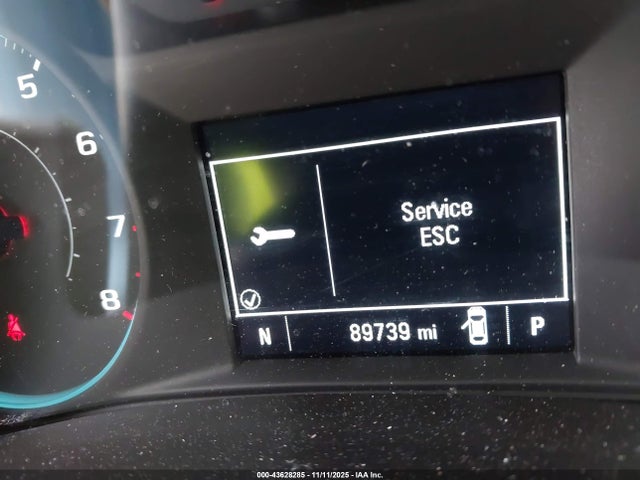 5
6
7
8
Service
ESC
N 89739 mi P
000-43628285 - 11/11/2025 - IAA Inc.